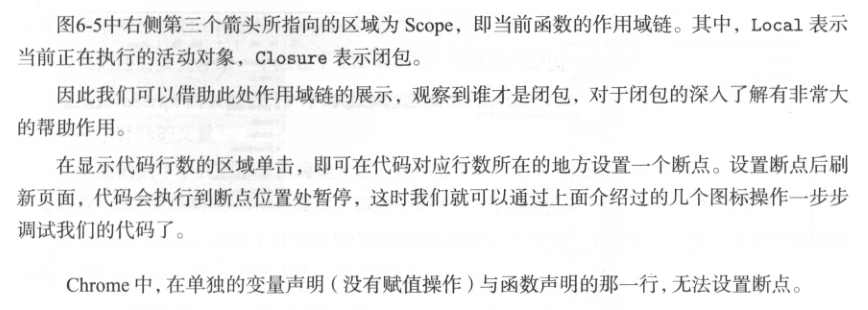 图6-5中右侧第三个箭头所指向的区域为 Scope，即当前函数的作用域链。其中，Local 表示
当前正在执行的活动对象，Closure 表示闭包。
因此我们可以借助此处作用域链的展示，观察到谁才是闭包，对于闭包的深入了解有非常大
的帮助作用。
在显示代码行数的区域单击，即可在代码对应行数所在的地方设置一个断点。设置断点后刷
新页面，代码会执行到断点位置处暂停，这时我们就可以通过上面介绍过的几个图标操作一步步
调试我们的代码了。
Chrome 中，在单独的变量声明（没有赋值操作）与函数声明的那一行，无法设置断点。